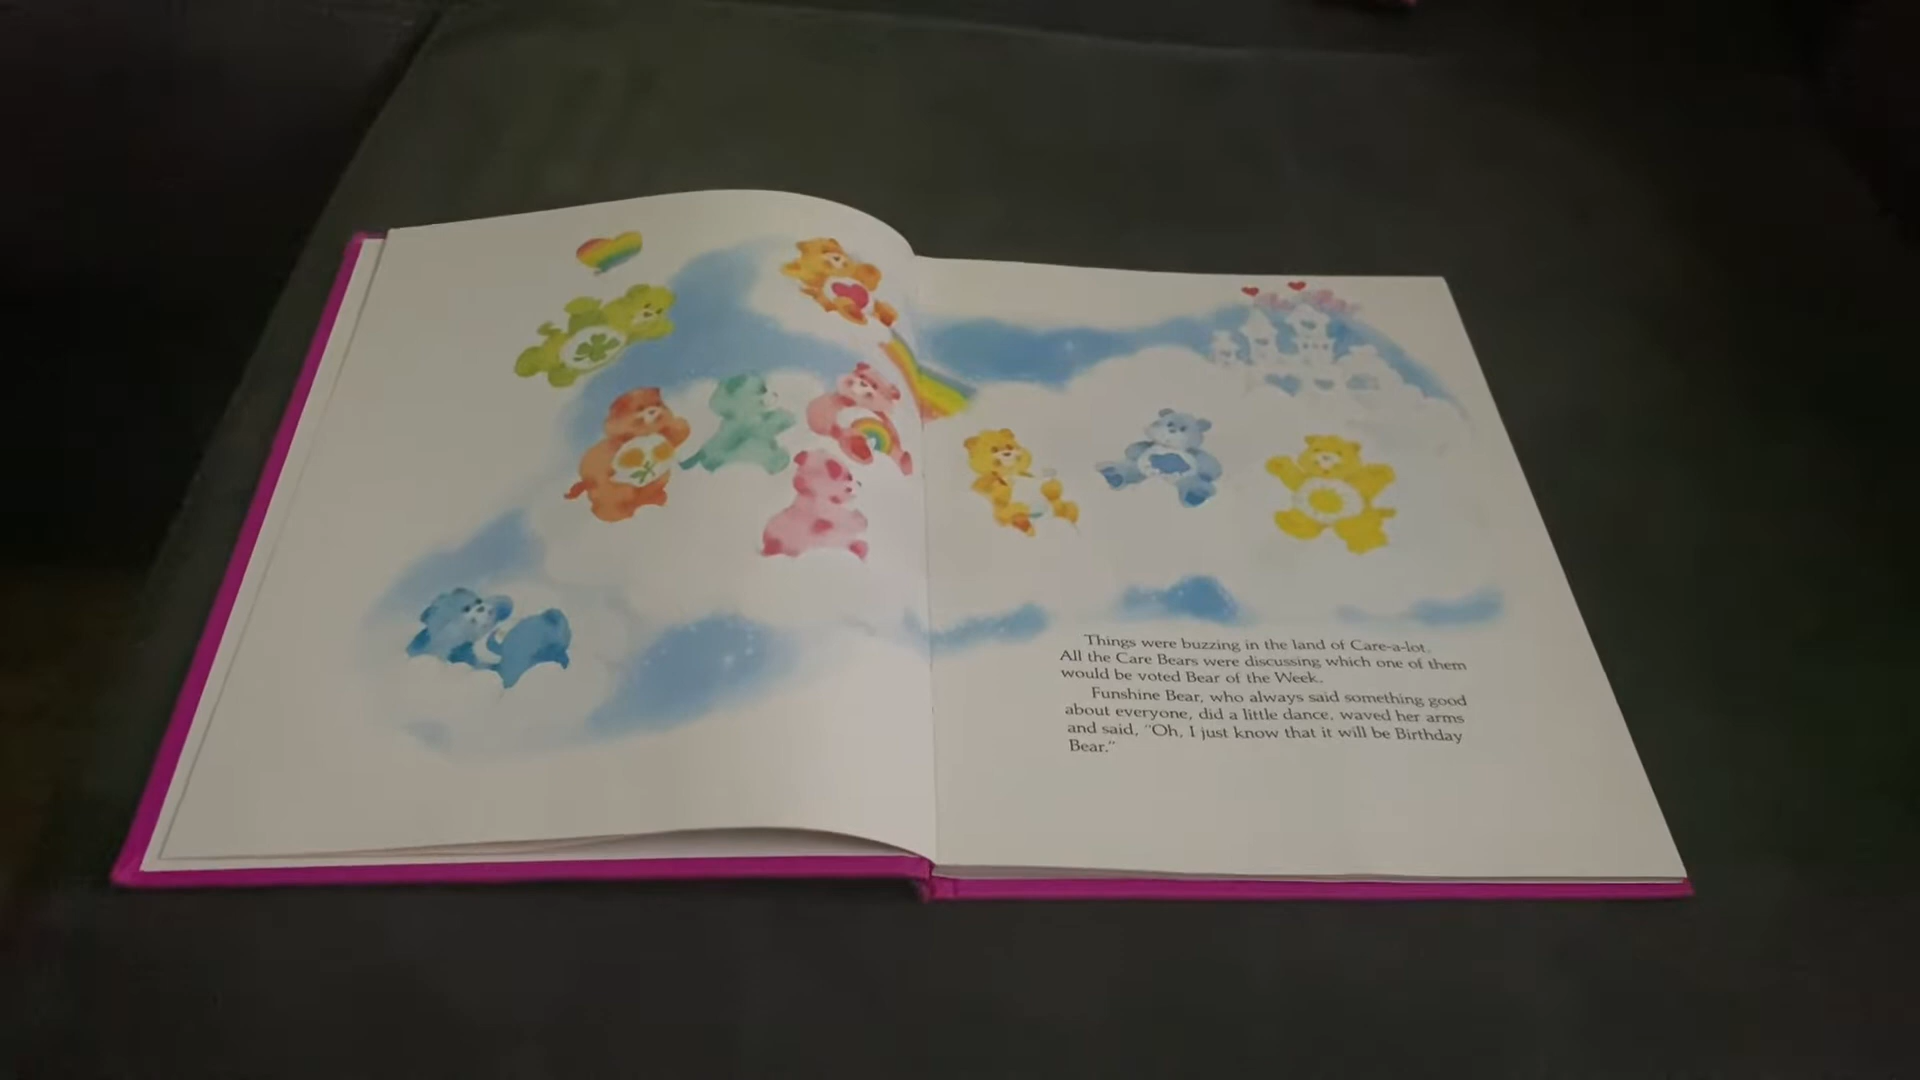 Things were buzzing in the land of Care-a-lot.
All the Care Bears were discussing which one of them
would be voted Bear of the Week.
Funshine Bear, who always said something good
about everyone, did a little dance, waved her arms
and said, "Oh, I just know that it will be Birthday
Bear."